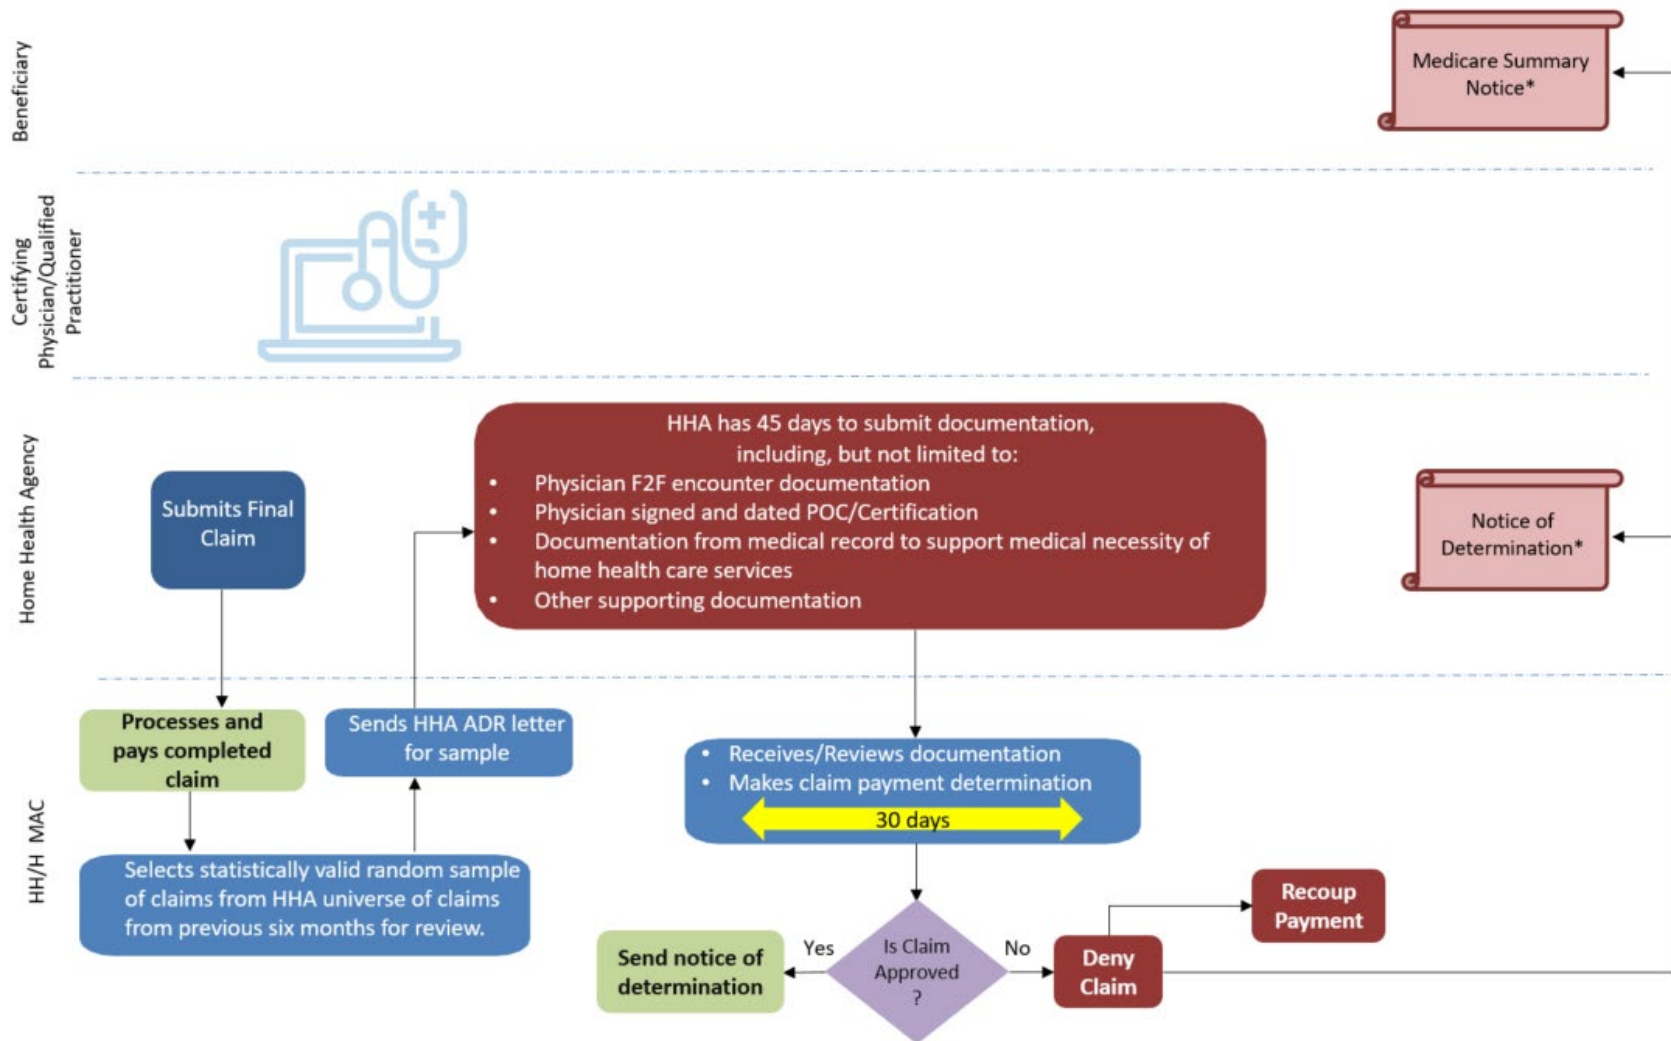 Beneficiary
Medicare Summary
Notice*
Certifying
Physician/Qualified
Practitioner
Home Health Agency
Submits Final
Claim
HHA has 45 days to submit documentation,
including, but not limited to:
• Physician F2F encounter documentation
• Physician signed and dated POC/Certification
• Documentation from medical record to support medical necessity of
home health care services
• Other supporting documentation
Notice of
Determination*
HH/H MAC
Processes and
pays completed
claim
Sends HHA ADR letter
for sample
Selects statistically valid random sample
of claims from HHA universe of claims
from previous six months for review.
• Receives/Reviews documentation
• Makes claim payment determination
30 days
Is Claim
Approved
?
Yes
No
Send notice of
determination
Deny
Claim
Recoup
Payment